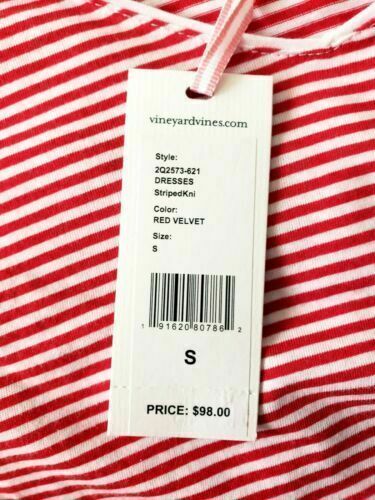 vineyardvines.com
Style:
2Q2573-621
DRESSES
StripedKni
Color:
RED VELVET
Size:
S
1 91620 80786 2
S
PRICE: $98.00